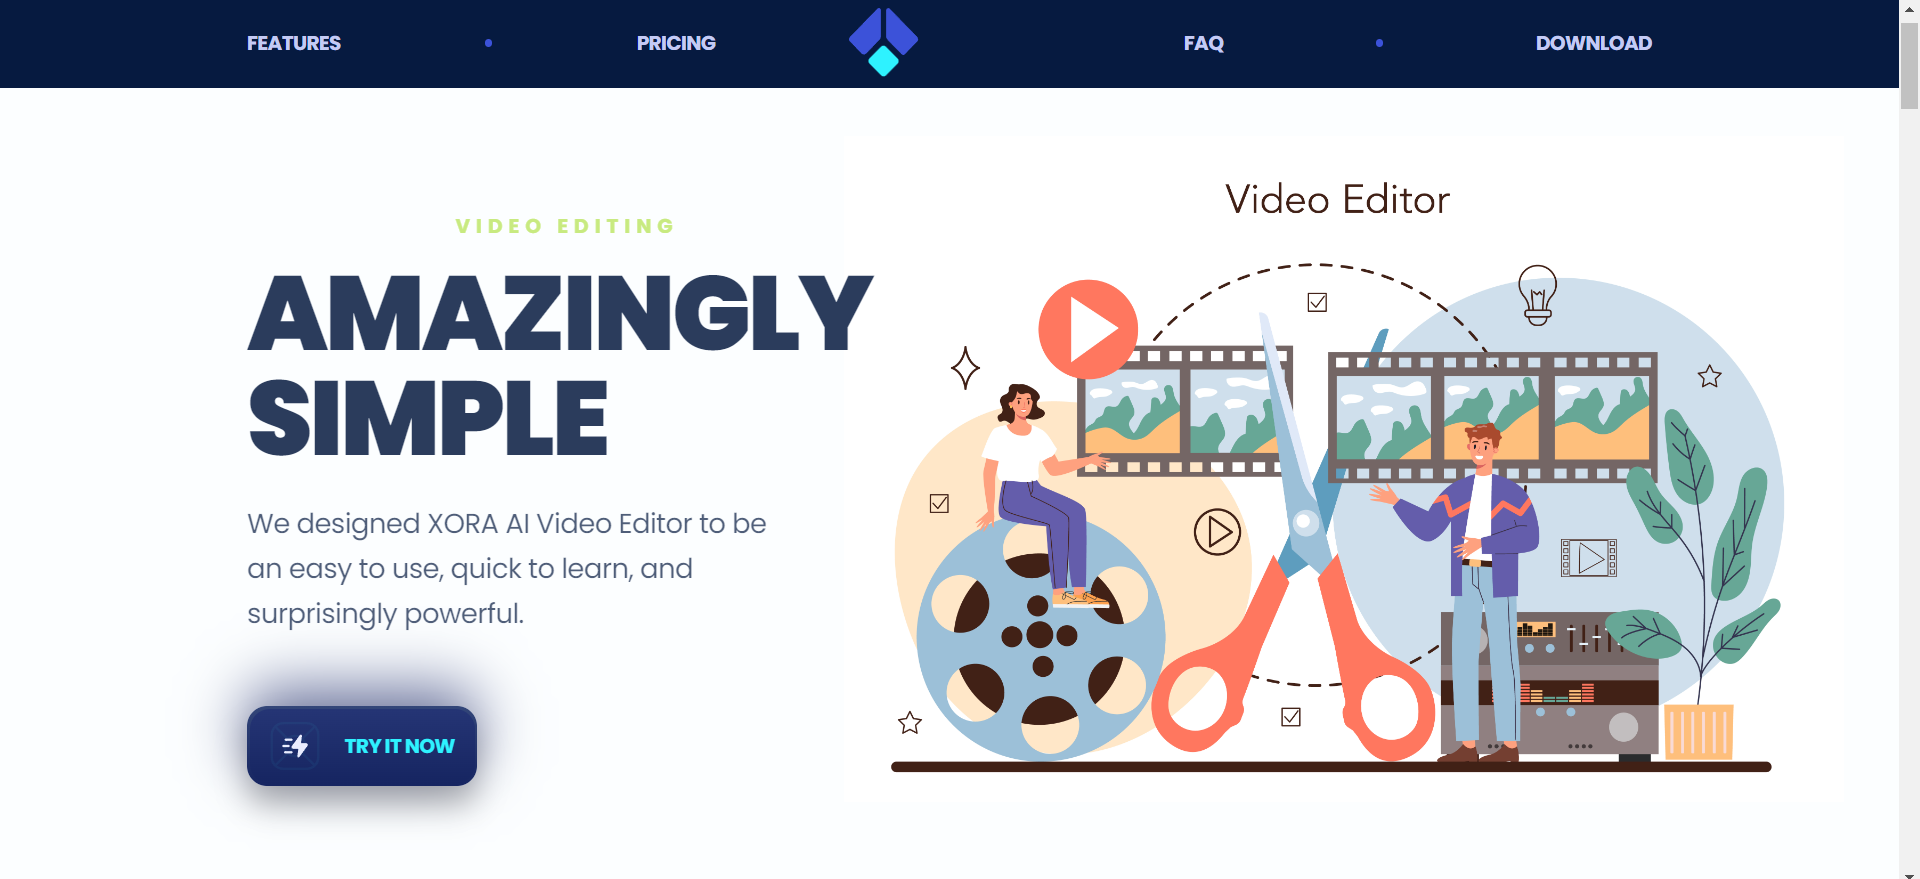 FEATURES
PRICING
FAQ
DOWNLOAD
VIDEO EDITING
AMAZINGLY
SIMPLE
We designed XORA AI Video Editor to be
an easy to use, quick to learn, and
surprisingly powerful.
TRY IT NOW
Video Editor